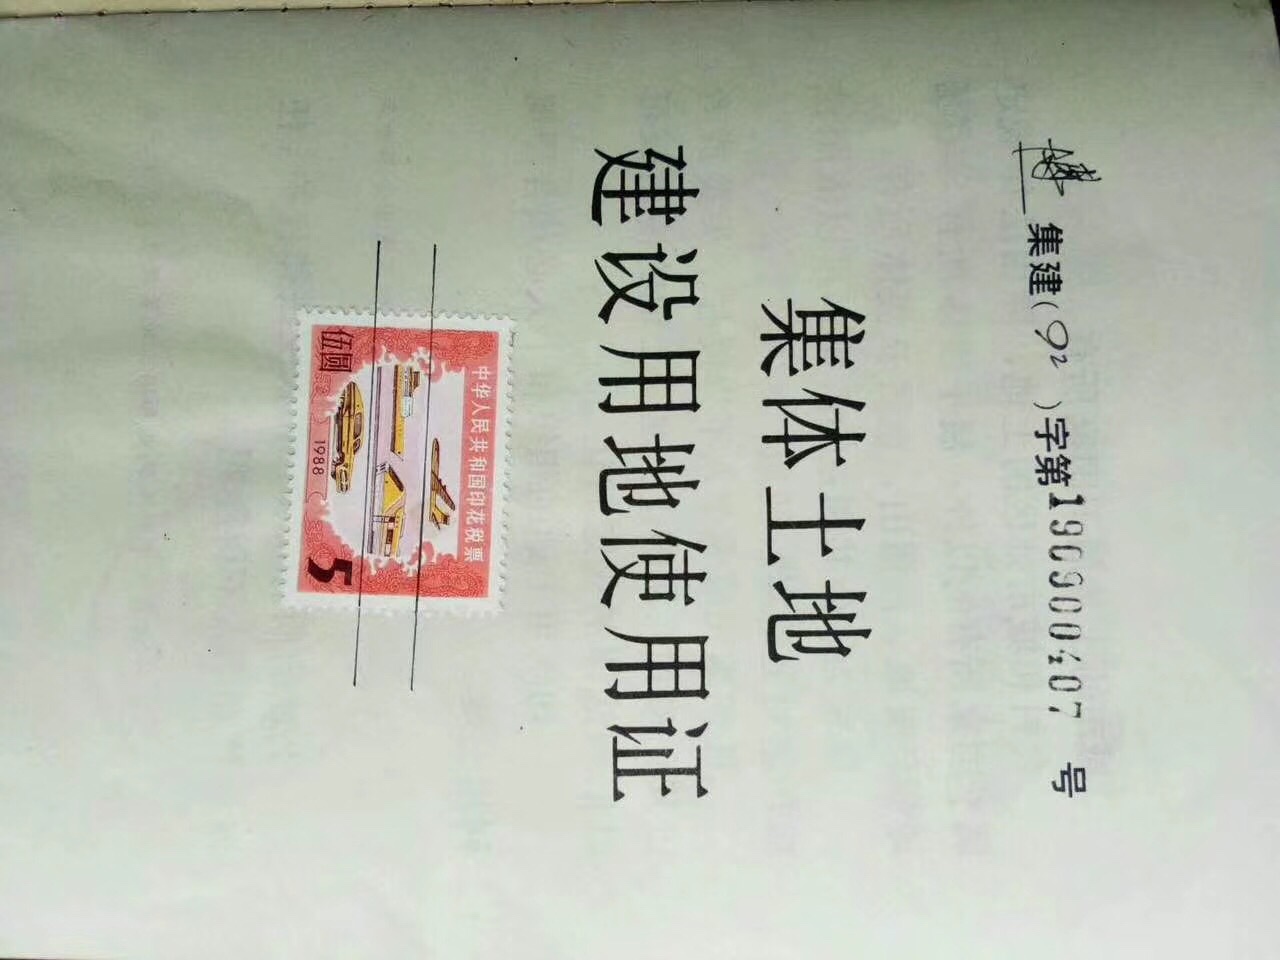 集建(92)字第190900407号
集体土地
建设用地使用证
中华人民共和国印花税票
1988
伍圆
5